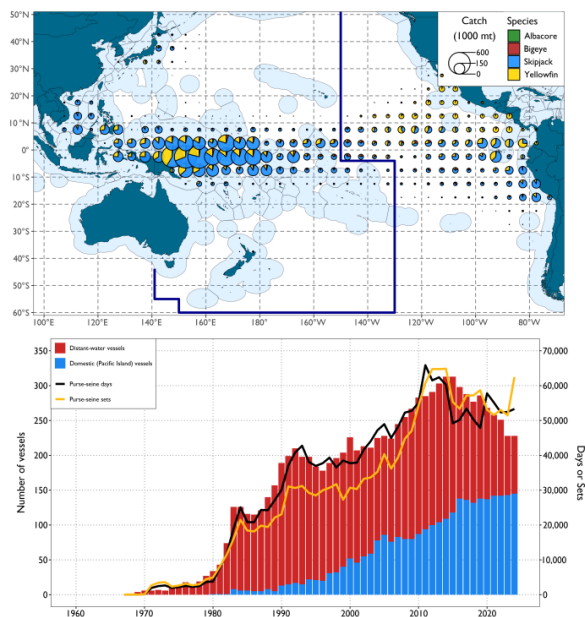 50°N
40°N
30°N
20°N
10°N
0°
10°S
20°S
30°S
40°S
50°S
60°S
100°E 120°E 140°E 160°E 180°W 160°W 140°W 120°W 100°W 80°W
Catch
(1000 mt)
600
150
0
Species
Albacore
Bigeye
Skipjack
Yellowfin
Distant-water vessels
Domestic (Pacific Island) vessels
Purse-seine days
Purse-seine sets
Number of vessels
350
300
250
200
150
100
50
0
70,000
60,000
50,000
40,000
30,000
20,000
10,000
0
Days or Sets
1960 1970 1980 1990 2000 2010 2020